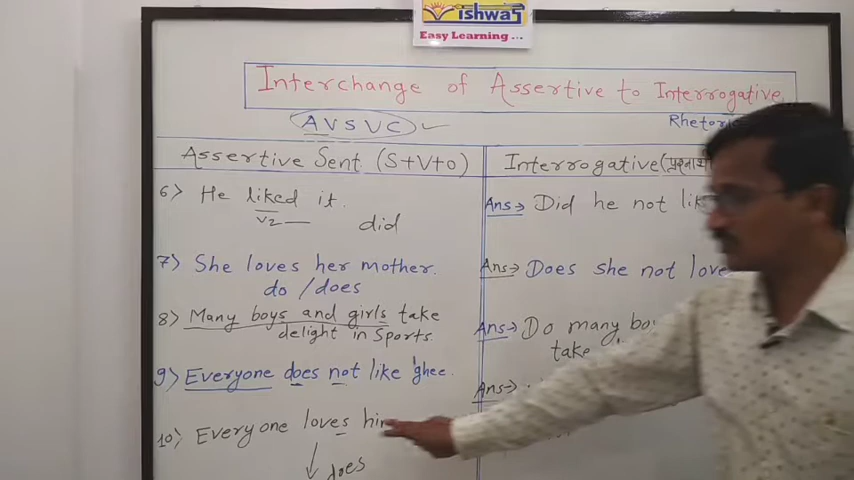 Vishwas
Easy Learning ...
Interchange of Assertive to Interrogative
AVSVC
Assertive Sent (S+V+O)
Interrogative
6> He liked it.
V2 did
Ans→ Did he not
7> She loves her mother.
do / does
Ans→ Does she not love
8> Many boys and girls take
delight in Sports.
Ans→ Do many
take
9> Everyone does not like ghee.
Ans→
10> Everyone loves
does